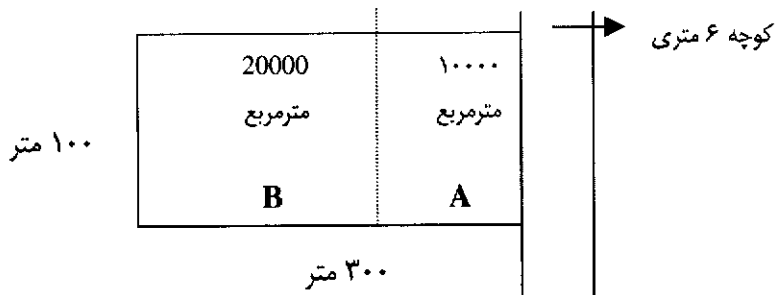 کوچه ۶ متری
۱۰۰۰۰ 20000
مترمربع مترمربع
۱۰۰ متر
A B
۳۰۰ متر